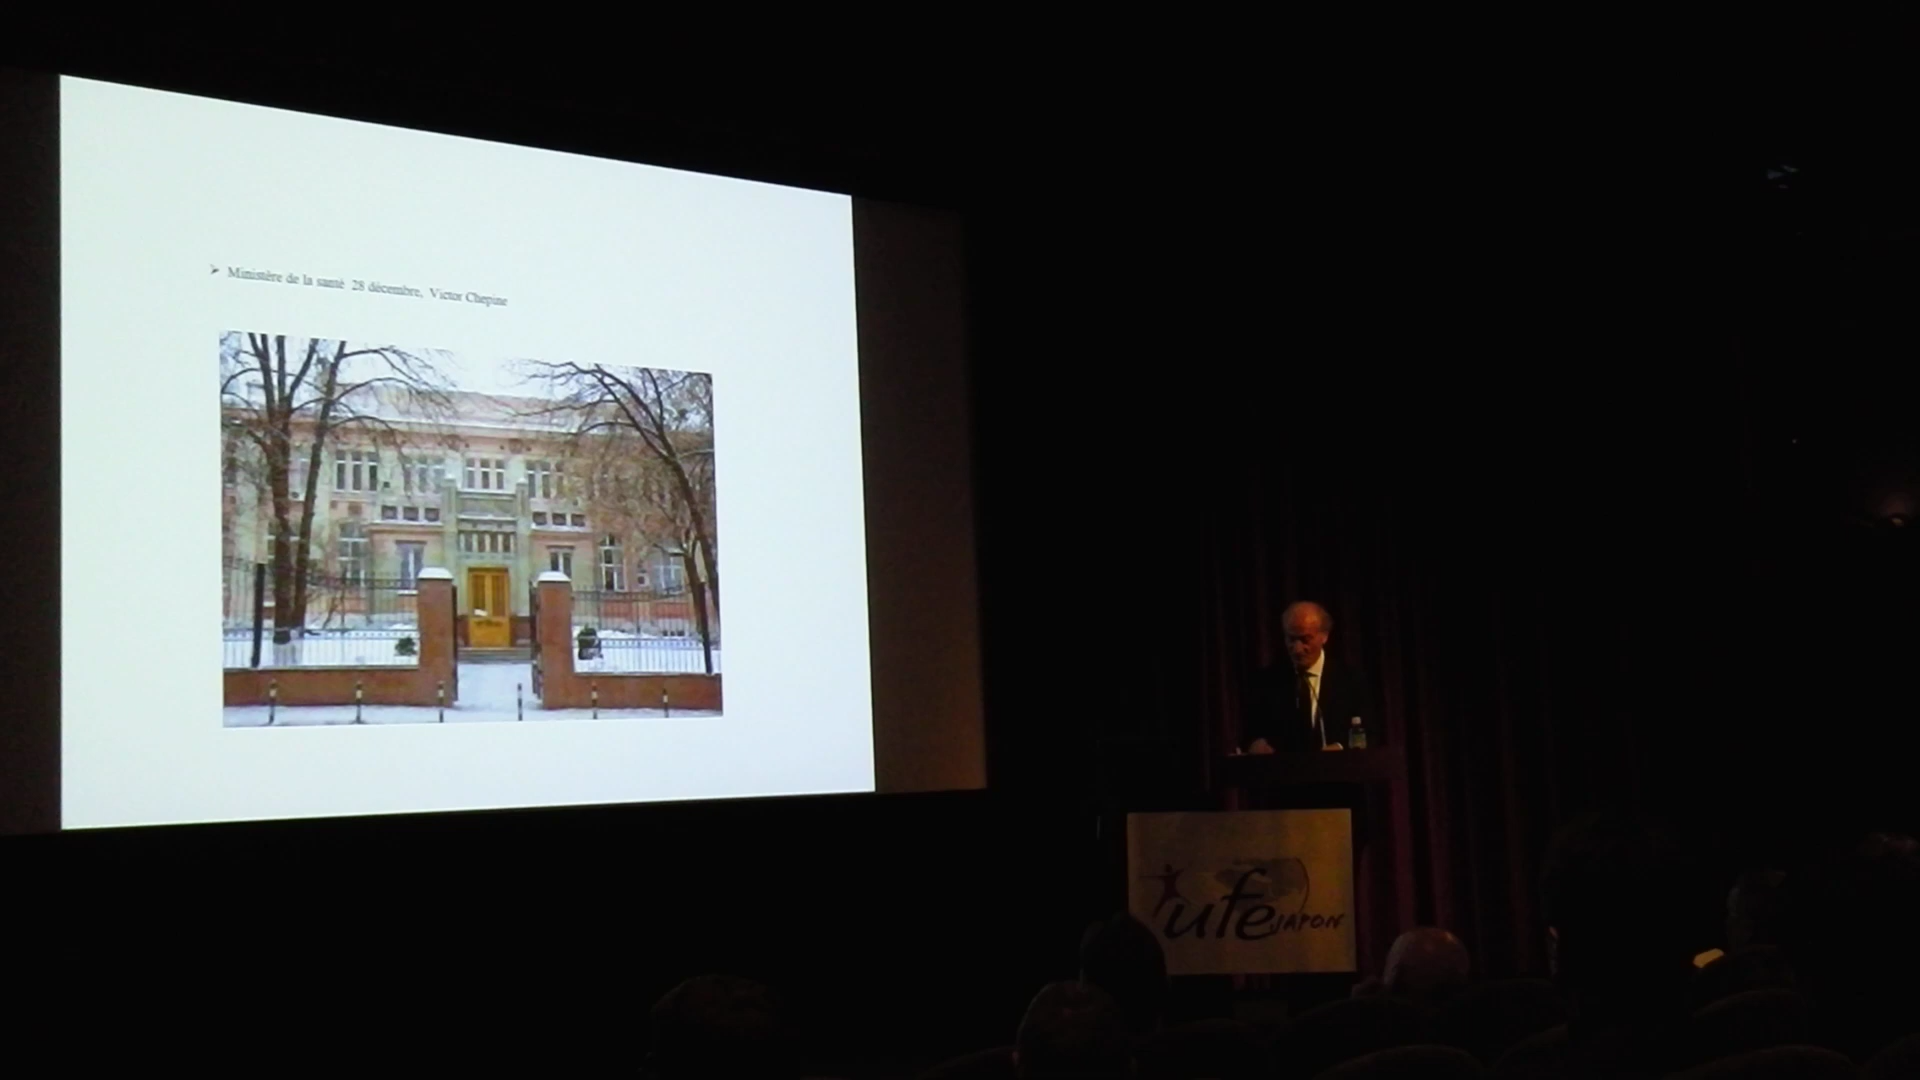 Ministère de la santé 28 décembre, Victor Chepine
ufe JAPON